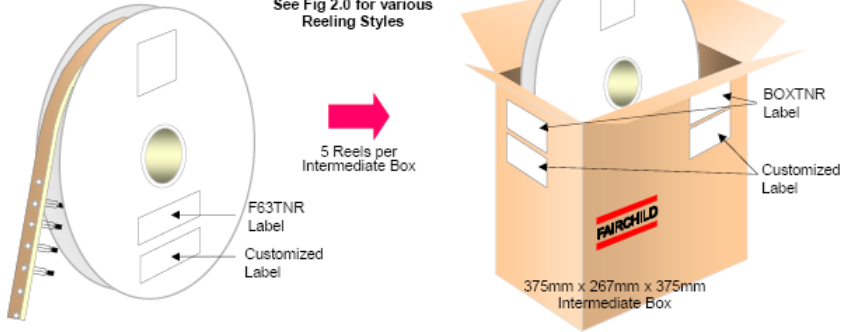 See Fig 2.0 for various
Reeling Styles
5 Reels per
Intermediate Box
F63TNR
Label
Customized
Label
BOXTNR
Label
Customized
Label
FAIRCHILD
375mm x 267mm x 375mm
Intermediate Box